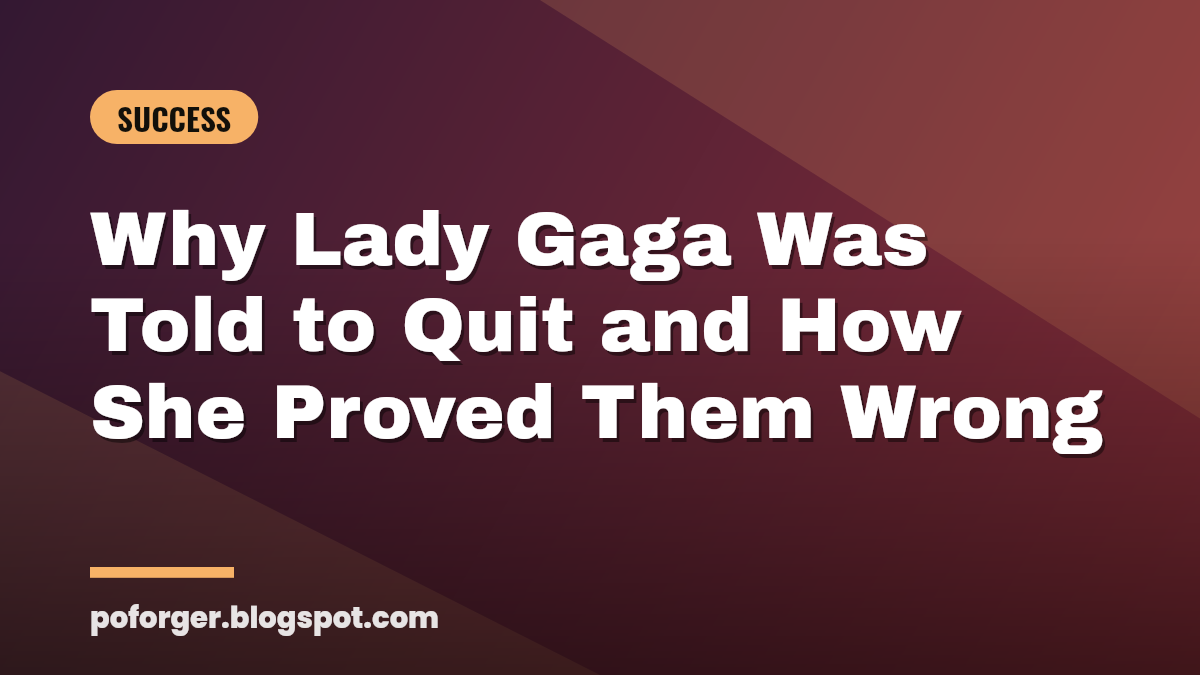 SUCCESS
Why Lady Gaga Was
Told to Quit and How
She Proved Them Wrong
poforger.blogspot.com